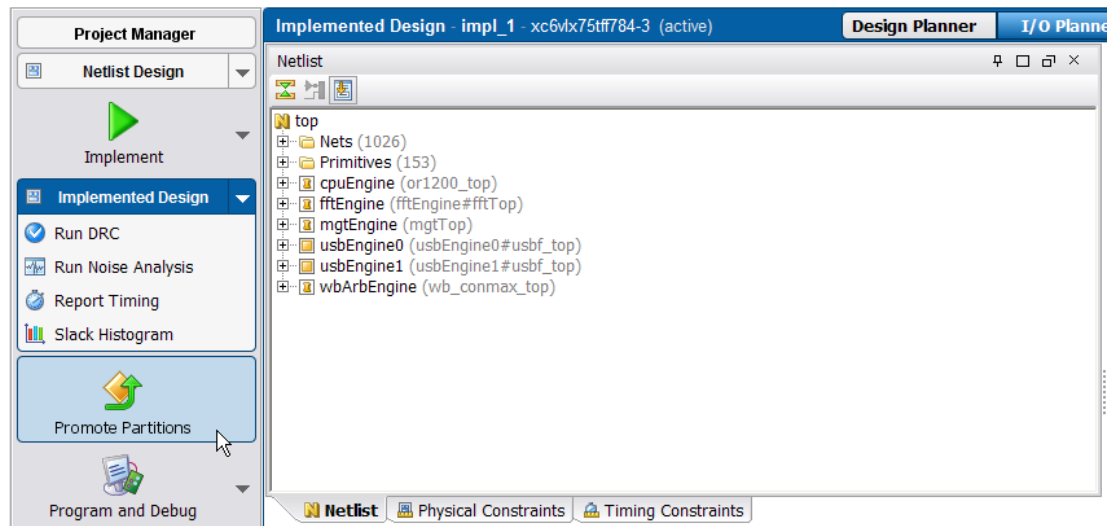 Project Manager
Netlist Design
Implement
Implemented Design
Run DRC
Run Noise Analysis
Report Timing
Slack Histogram
Promote Partitions
Program and Debug
Implemented Design - impl_1 - xc6vlx75tff784-3 (active)
Design Planner
I/O Planne
Netlist
top
Nets (1026)
Primitives (153)
cpuEngine (or1200_top)
fftEngine (fftEngine#fftTop)
mgtEngine (mgtTop)
usbEngine0 (usbEngine0#usbf_top)
usbEngine1 (usbEngine1#usbf_top)
wbArbEngine (wb_conmax_top)
Netlist
Physical Constraints
Timing Constraints